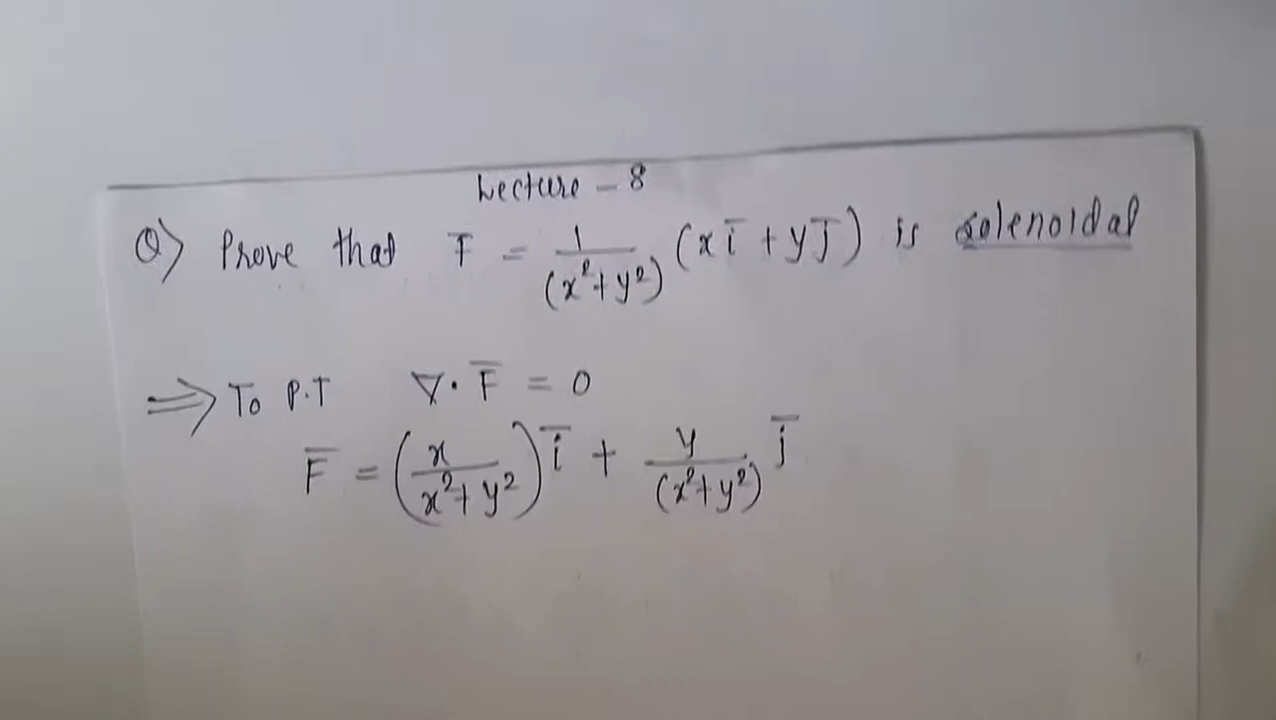 Lecture - 8
Q) Prove that F̅ = 1/(x²+y²) (x i̅ + y j̅) is solenoidal
⟹ To P.T ∇·F̅ = 0
F̅ = (x/(x²+y²)) i̅ + y/(x²+y²) j̅